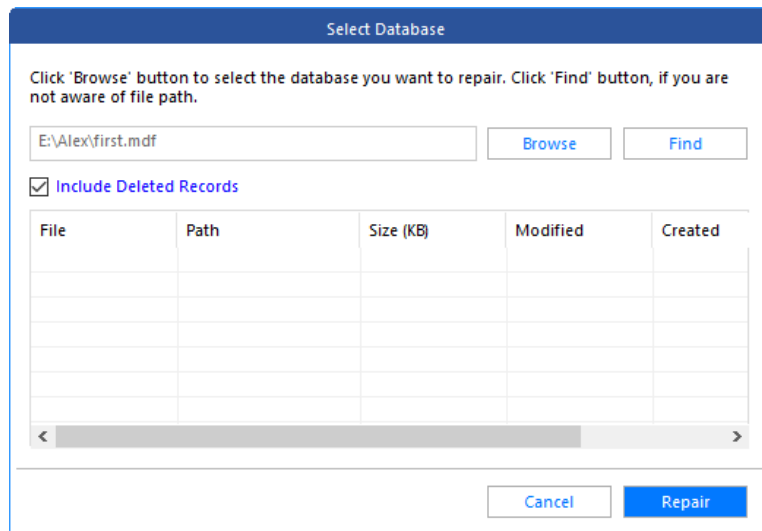 Select Database
Click 'Browse' button to select the database you want to repair. Click 'Find' button, if you are
not aware of file path.
E:\Alex\first.mdf Browse Find
Include Deleted Records
File Path Size (KB) Modified Created
Cancel Repair